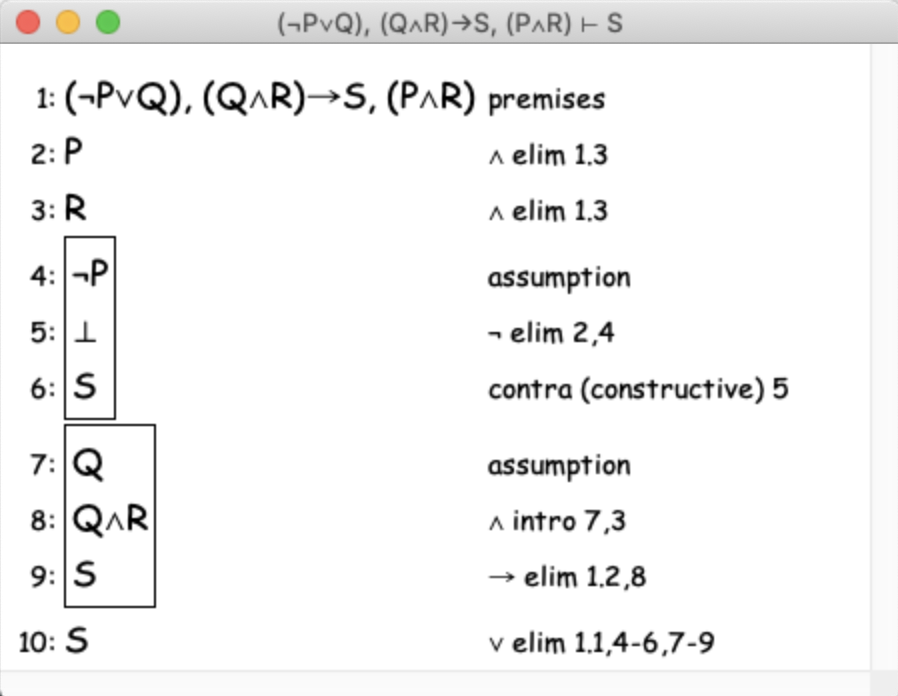 (¬P∨Q), (Q∧R)→S, (P∧R) ⊢ S
1: (¬P∨Q), (Q∧R)→S, (P∧R) premises
2: P ∧ elim 1.3
3: R ∧ elim 1.3
4: ¬P assumption
5: ⊥ ¬ elim 2,4
6: S contra (constructive) 5
7: Q assumption
8: Q∧R ∧ intro 7,3
9: S → elim 1.2,8
10: S ∨ elim 1.1,4-6,7-9